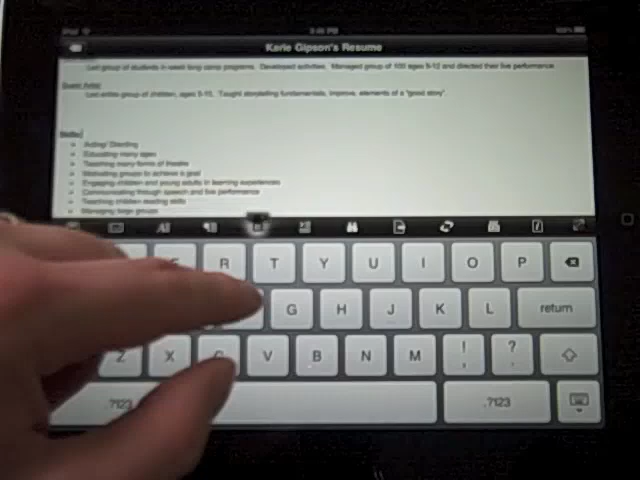 iPad
Kerie Gipson's Resume
Led group of students in week long camp programs. Developed activities. Managed group of 100 ages 5-12 and directed their live performance
Guest Artist
Led entire group of children, ages 5-15. Taught storytelling fundamentals, improve, elements of a "good story".
Skills:
Acting/ Directing
Educating many ages
Teaching many forms of theatre
Motivating groups to achieve a goal
Engaging children and young adults in learning experiences
Communicating through speech and live performance
Teaching children reading skills
Managing large groups
R T Y U I O P
G H J K L return
Z X C V B N M ! , ? .
.?123 .?123